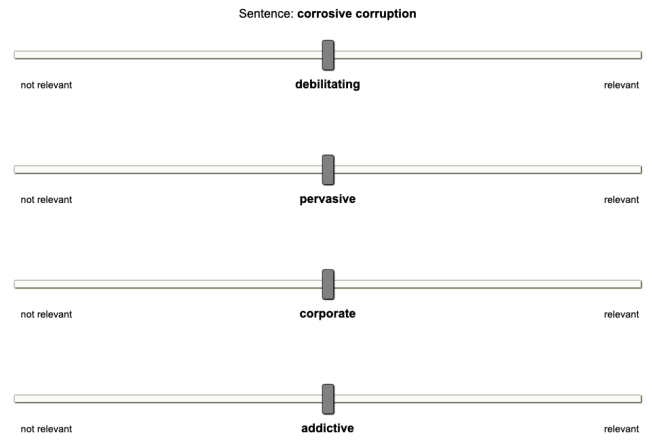 Sentence: corrosive corruption
not relevant debilitating relevant
not relevant pervasive relevant
not relevant corporate relevant
not relevant addictive relevant